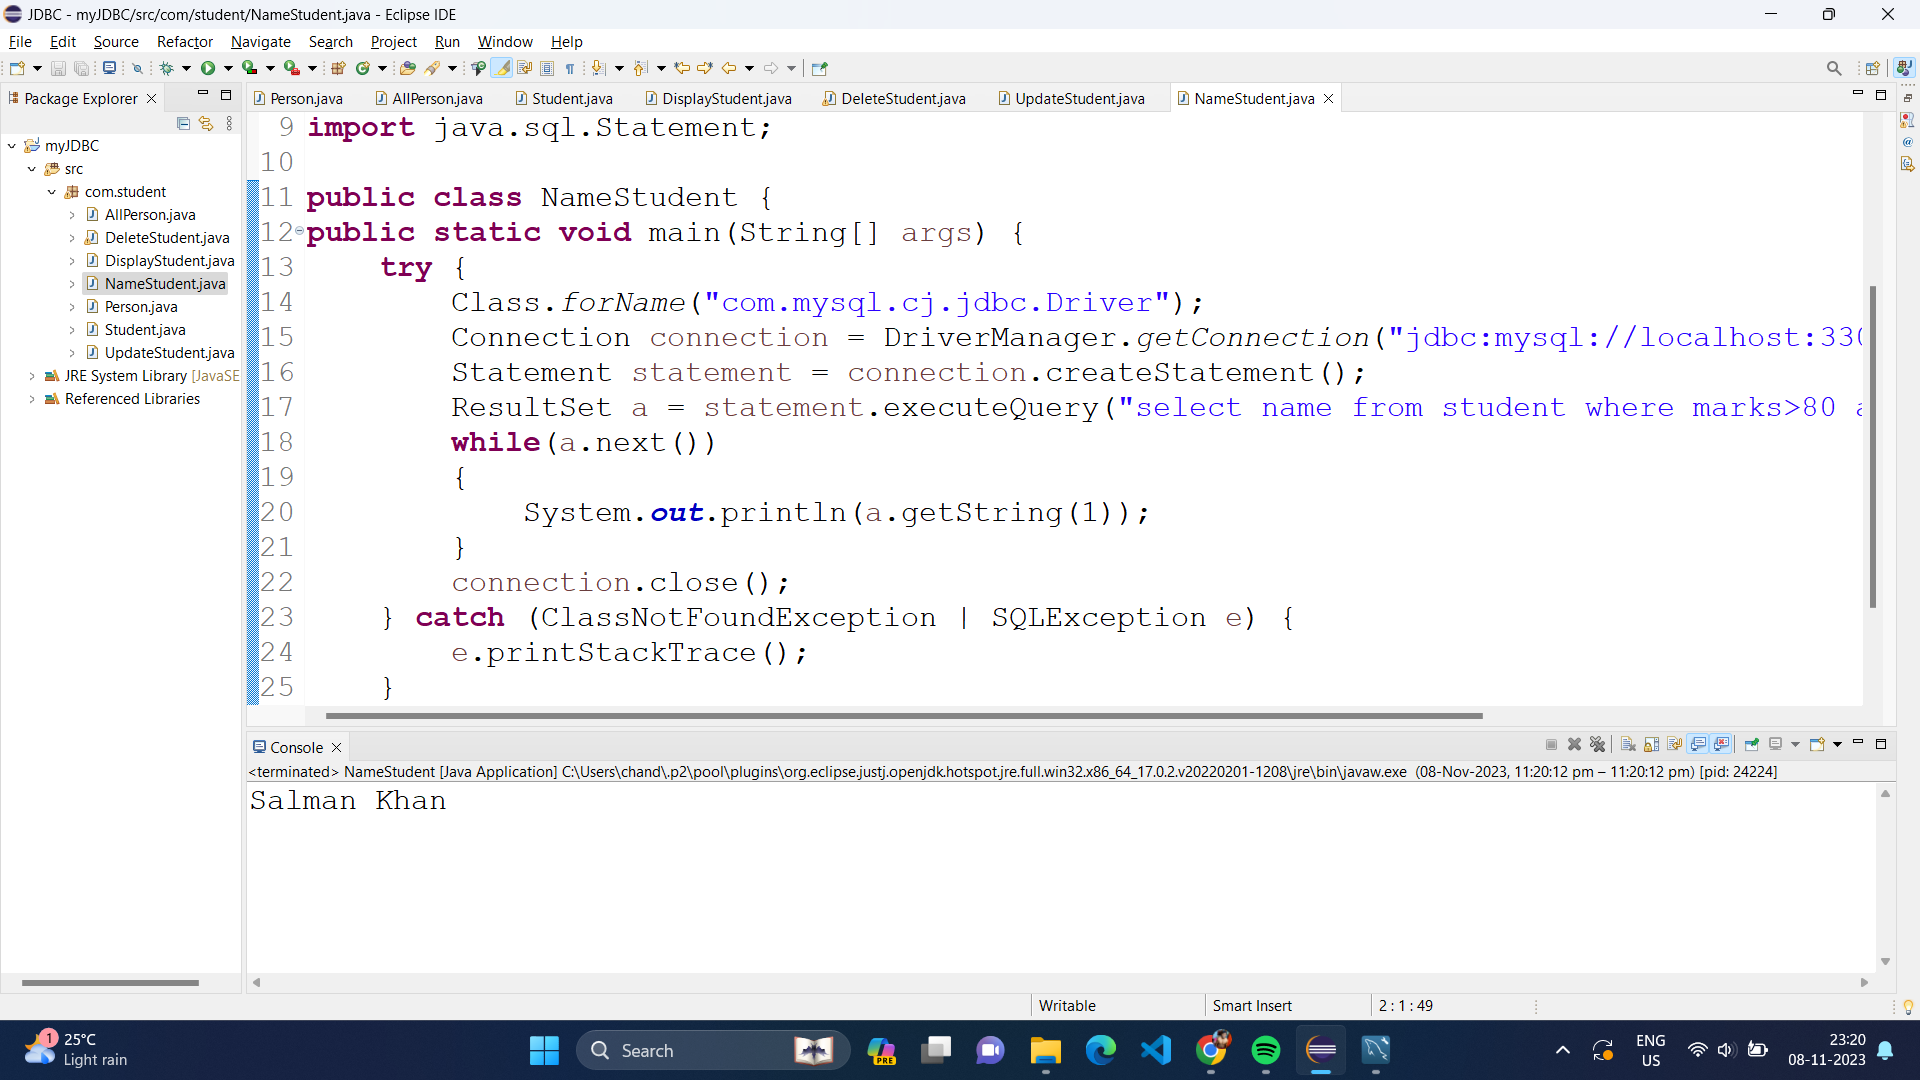 JDBC - myJDBC/src/com/student/NameStudent.java - Eclipse IDE
File Edit Source Refactor Navigate Search Project Run Window Help
Package Explorer
Person.java AllPerson.java Student.java DisplayStudent.java DeleteStudent.java UpdateStudent.java NameStudent.java
myJDBC
src
com.student
AllPerson.java
DeleteStudent.java
DisplayStudent.java
NameStudent.java
Person.java
Student.java
UpdateStudent.java
JRE System Library [JavaSE
Referenced Libraries
9 import java.sql.Statement;
10
11 public class NameStudent {
12 public static void main(String[] args) {
13 try {
14 Class.forName("com.mysql.cj.jdbc.Driver");
15 Connection connection = DriverManager.getConnection("jdbc:mysql://localhost:330
16 Statement statement = connection.createStatement();
17 ResultSet a = statement.executeQuery("select name from student where marks>80 a
18 while(a.next())
19 {
20 System.out.println(a.getString(1));
21 }
22 connection.close();
23 } catch (ClassNotFoundException | SQLException e) {
24 e.printStackTrace();
25 }
Console
<terminated> NameStudent [Java Application] C:\Users\chand\.p2\pool\plugins\org.eclipse.justj.openjdk.hotspot.jre.full.win32.x86_64_17.0.2.v20220201-1208\jre\bin\javaw.exe (08-Nov-2023, 11:20:12 pm – 11:20:12 pm) [pid: 24224]
Salman Khan
Writable Smart Insert 2 : 1 : 49
1
25°C
Light rain
Search
PRE
ENG
US
23:20
08-11-2023